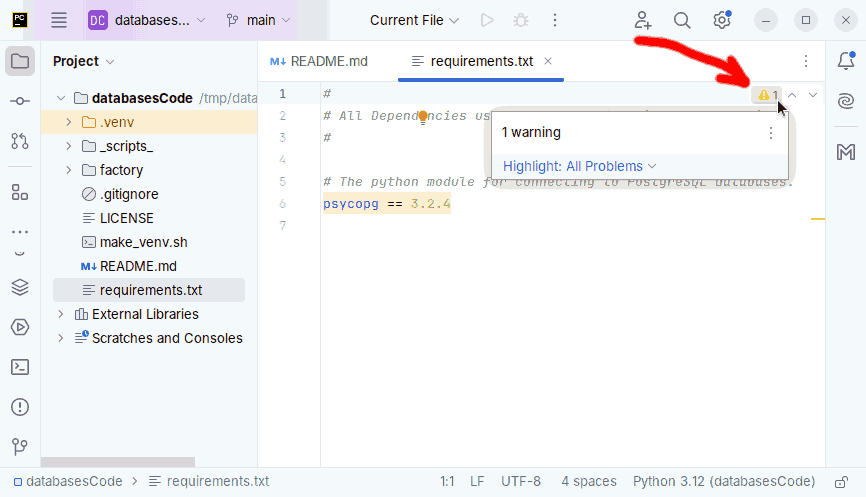 PC
DC databases...
main
Current File
Project
M↓ README.md
requirements.txt
databasesCode /tmp/data
.venv
_scripts_
factory
.gitignore
LICENSE
make_venv.sh
M↓ README.md
requirements.txt
External Libraries
Scratches and Consoles
1 #
2 # All Dependencies us
3 #
4
5 # The python module for connecting to PostgreSQL databases.
6 psycopg == 3.2.4
7
1
1 warning
Highlight: All Problems
databasesCode > requirements.txt
1:1 LF UTF-8 4 spaces Python 3.12 (databasesCode)